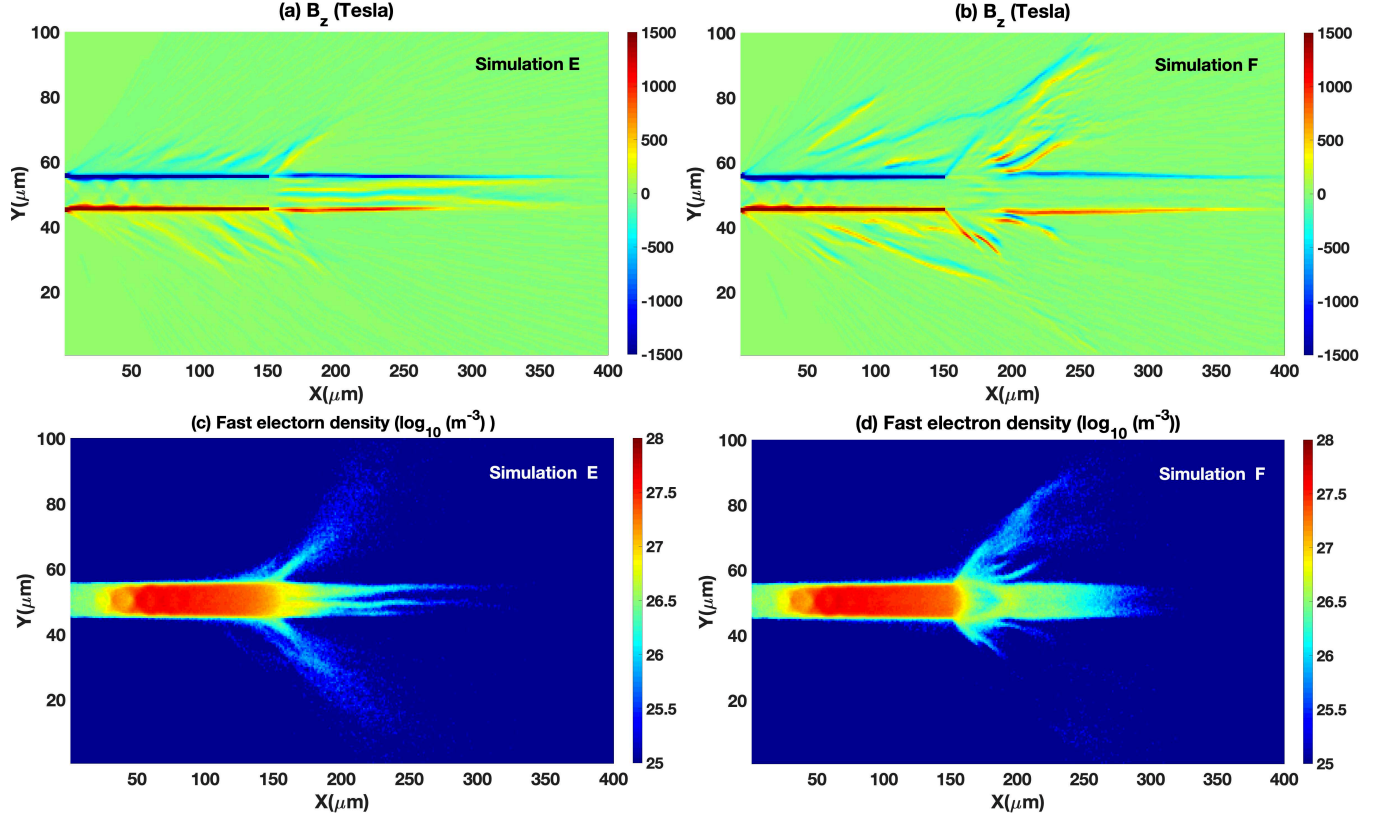 (a) B_z (Tesla)
Simulation E
100
80
60
40
20
Y(μm)
50 100 150 200 250 300 350 400
X(μm)
1500
1000
500
0
-500
-1000
-1500
(b) B_z (Tesla)
Simulation F
100
80
60
40
20
Y(μm)
50 100 150 200 250 300 350 400
X(μm)
1500
1000
500
0
-500
-1000
-1500
(c) Fast electorn density (log_10 (m^-3) )
Simulation E
100
80
60
40
20
Y(μm)
50 100 150 200 250 300 350 400
X(μm)
28
27.5
27
26.5
26
25.5
25
(d) Fast electron density (log_10 (m^-3))
Simulation F
100
80
60
40
20
Y(μm)
50 100 150 200 250 300 350 400
X(μm)
28
27.5
27
26.5
26
25.5
25